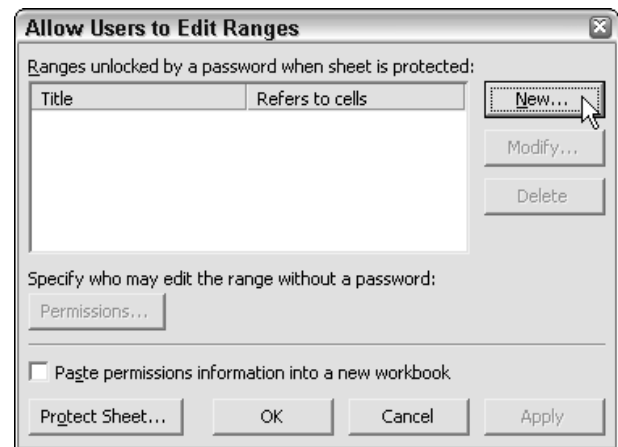 Allow Users to Edit Ranges
Ranges unlocked by a password when sheet is protected:
Title Refers to cells
New...
Modify...
Delete
Specify who may edit the range without a password:
Permissions...
Paste permissions information into a new workbook
Protect Sheet... OK Cancel Apply